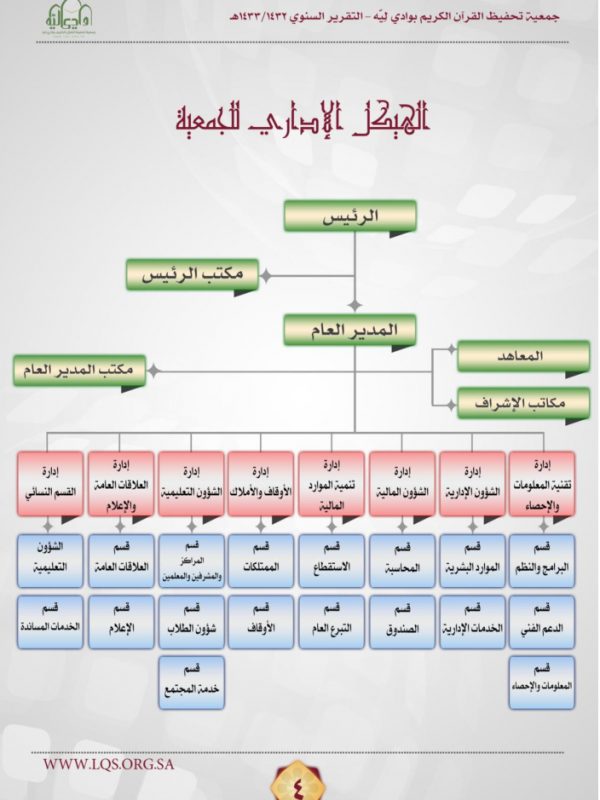 جمعية تحفيظ القرآن الكريم بوادي ليّه - التقرير السنوي ١٤٣٢/١٤٣٣هـ
وادي ليّه
الهيكل الإداري للجمعية
الرئيس
مكتب الرئيس
المدير العام
المعاهد
مكتب المدير العام
مكاتب الإشراف
إدارة
تقنية المعلومات
والإحصاء
إدارة
الشؤون الإدارية
إدارة
الشؤون المالية
إدارة
تنمية الموارد
المالية
إدارة
الأوقاف والأملاك
إدارة
الشؤون التعليمية
إدارة
العلاقات العامة
والإعلام
إدارة
القسم النسائي
قسم
البرامج والنظم
قسم
الموارد البشرية
قسم
المحاسبة
قسم
الاستقطاع
قسم
الممتلكات
قسم
المراكز
والمشرفين والمعلمين
قسم
العلاقات العامة
الشؤون
التعليمية
قسم
الدعم الفني
قسم
الخدمات الإدارية
قسم
الصندوق
قسم
التبرع العام
قسم
الأوقاف
قسم
شؤون الطلاب
قسم
الإعلام
قسم
الخدمات المساندة
قسم
المعلومات والإحصاء
قسم
خدمة المجتمع
WWW.LQS.ORG.SA
٤